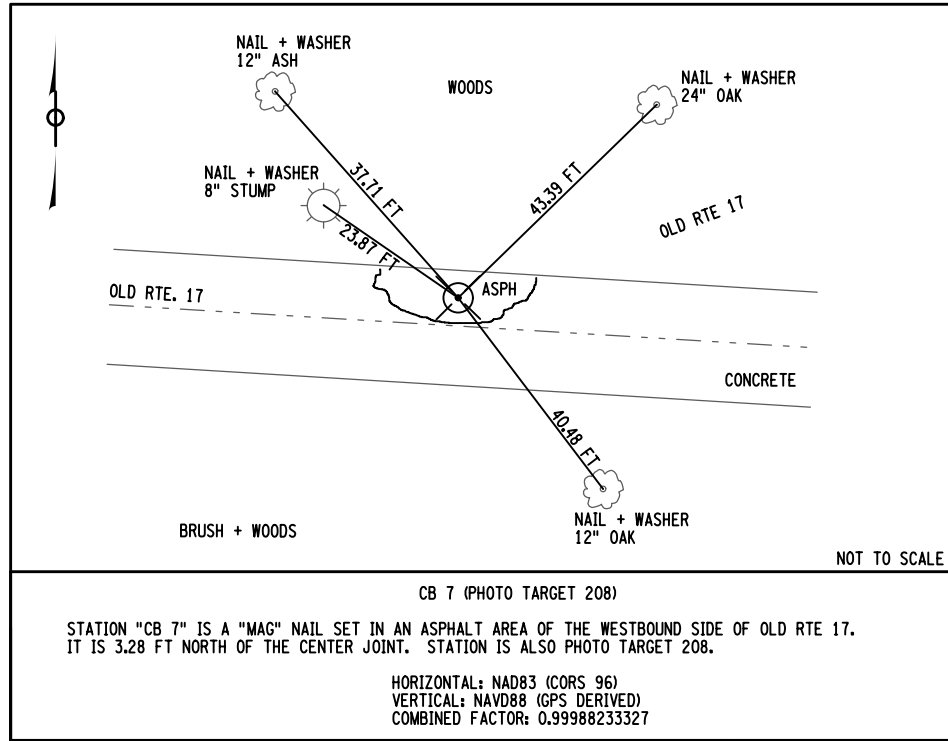 NAIL + WASHER
12" ASH
WOODS
NAIL + WASHER
24" OAK
NAIL + WASHER
8" STUMP
37.71 FT
43.39 FT
23.87 FT
OLD RTE 17
ASPH
OLD RTE. 17
CONCRETE
40.48 FT
NAIL + WASHER
12" OAK
BRUSH + WOODS
NOT TO SCALE
CB 7 (PHOTO TARGET 208)
STATION "CB 7" IS A "MAG" NAIL SET IN AN ASPHALT AREA OF THE WESTBOUND SIDE OF OLD RTE 17.
IT IS 3.28 FT NORTH OF THE CENTER JOINT. STATION IS ALSO PHOTO TARGET 208.
HORIZONTAL: NAD83 (CORS 96)
VERTICAL: NAVD88 (GPS DERIVED)
COMBINED FACTOR: 0.99988233327